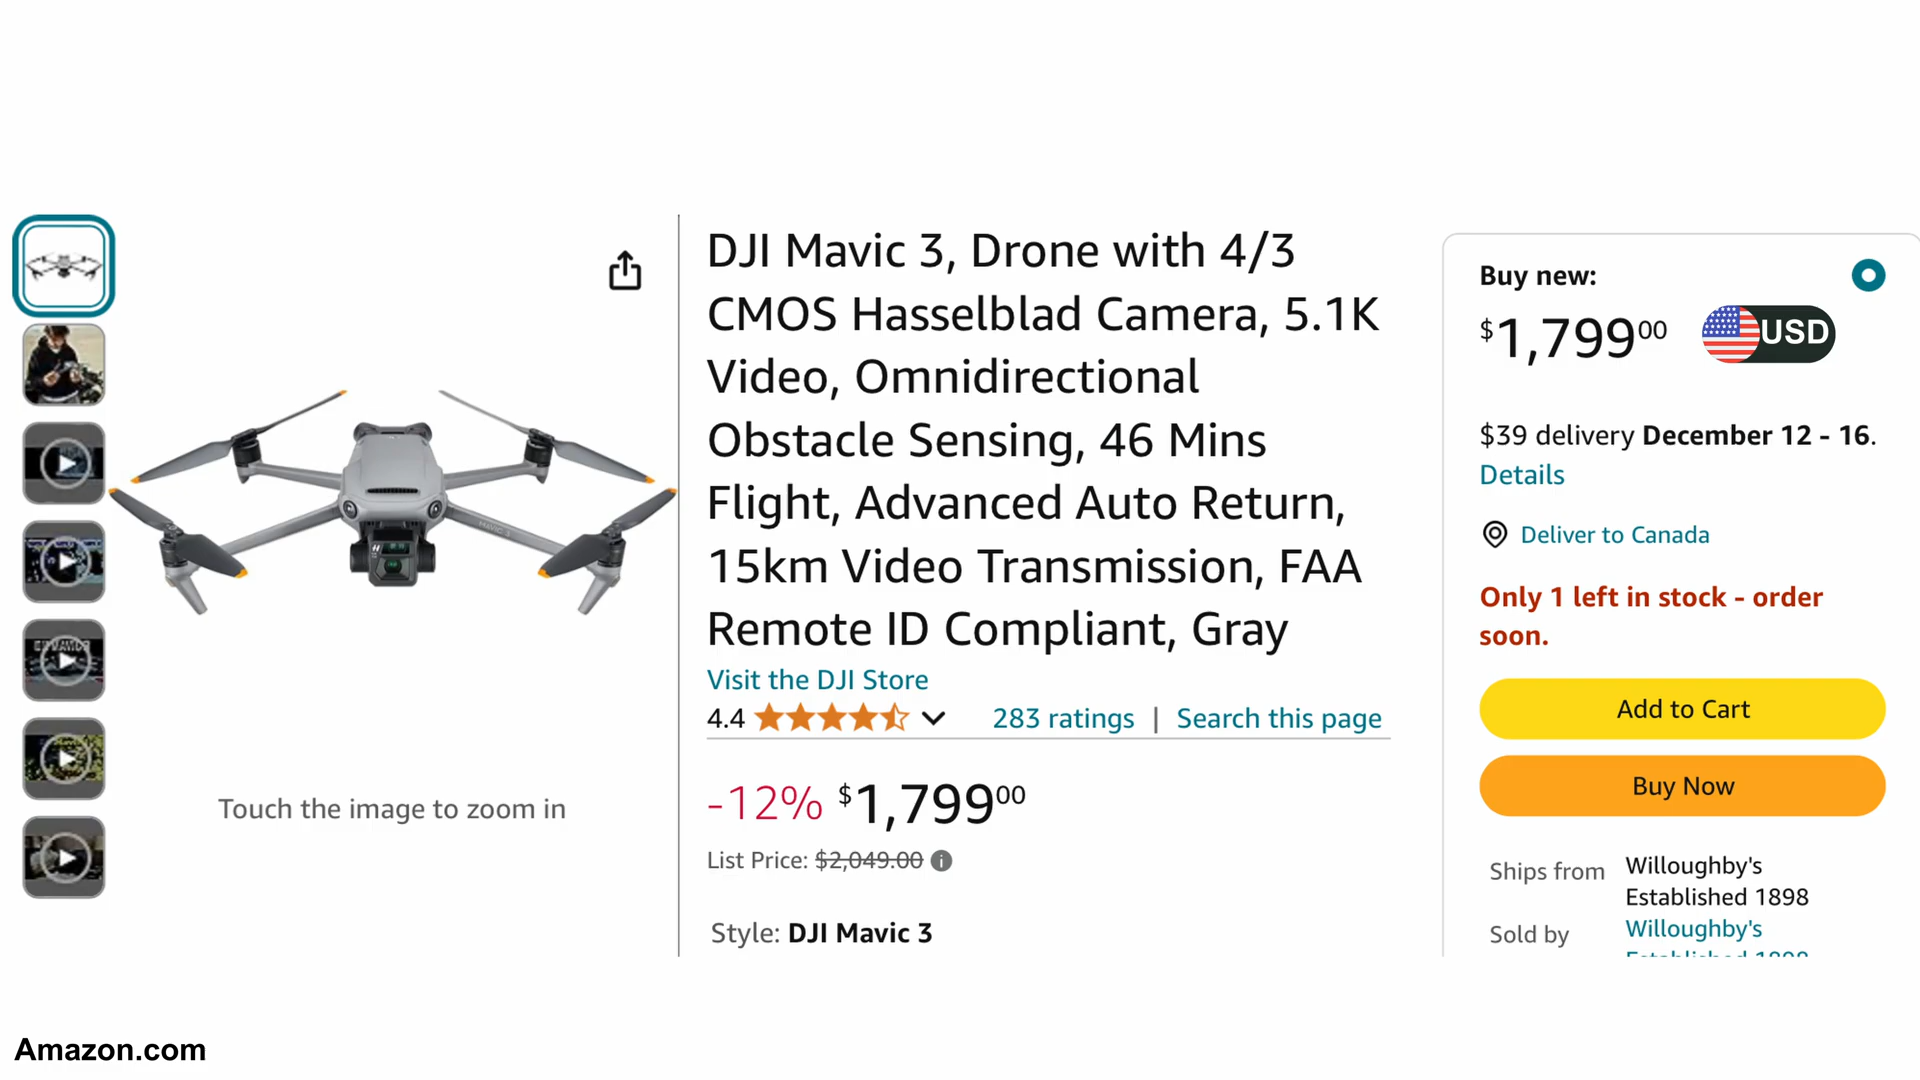 DJI Mavic 3, Drone with 4/3
CMOS Hasselblad Camera, 5.1K
Video, Omnidirectional
Obstacle Sensing, 46 Mins
Flight, Advanced Auto Return,
15km Video Transmission, FAA
Remote ID Compliant, Gray
Visit the DJI Store
4.4 283 ratings | Search this page
-12% $1,79900
List Price: $2,049.00
Style: DJI Mavic 3
Touch the image to zoom in
Buy new:
$1,79900 USD
$39 delivery December 12 - 16.
Details
Deliver to Canada
Only 1 left in stock - order
soon.
Add to Cart
Buy Now
Ships from Willoughby's
Established 1898
Sold by Willoughby's
Amazon.com